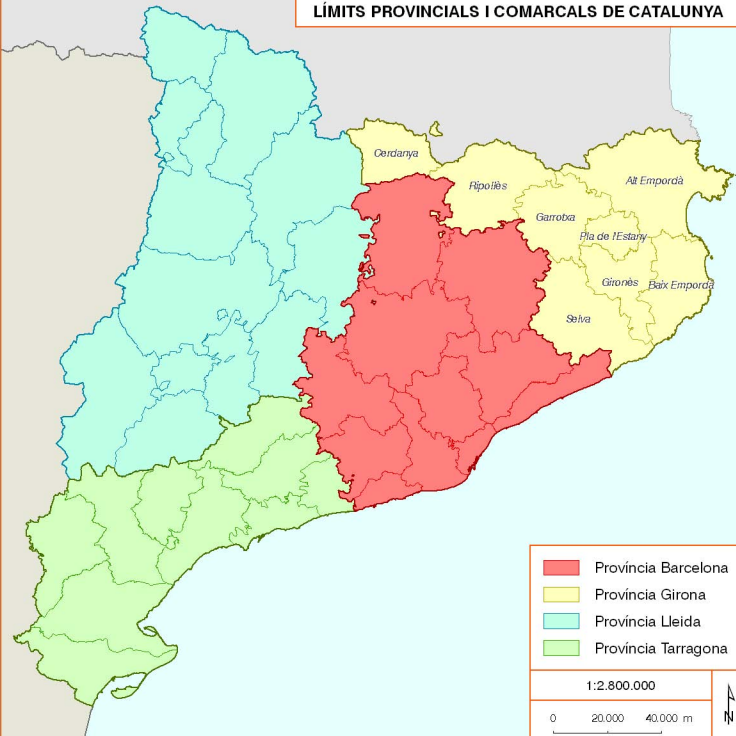 LÍMITS PROVINCIALS I COMARCALS DE CATALUNYA
Cerdanya
Ripollès
Alt Empordà
Garrotxa
Pla de l'Estany
Gironès
Baix Empordà
Selva
Província Barcelona
Província Girona
Província Lleida
Província Tarragona
1:2.800.000
0 20.000 40.000 m
N